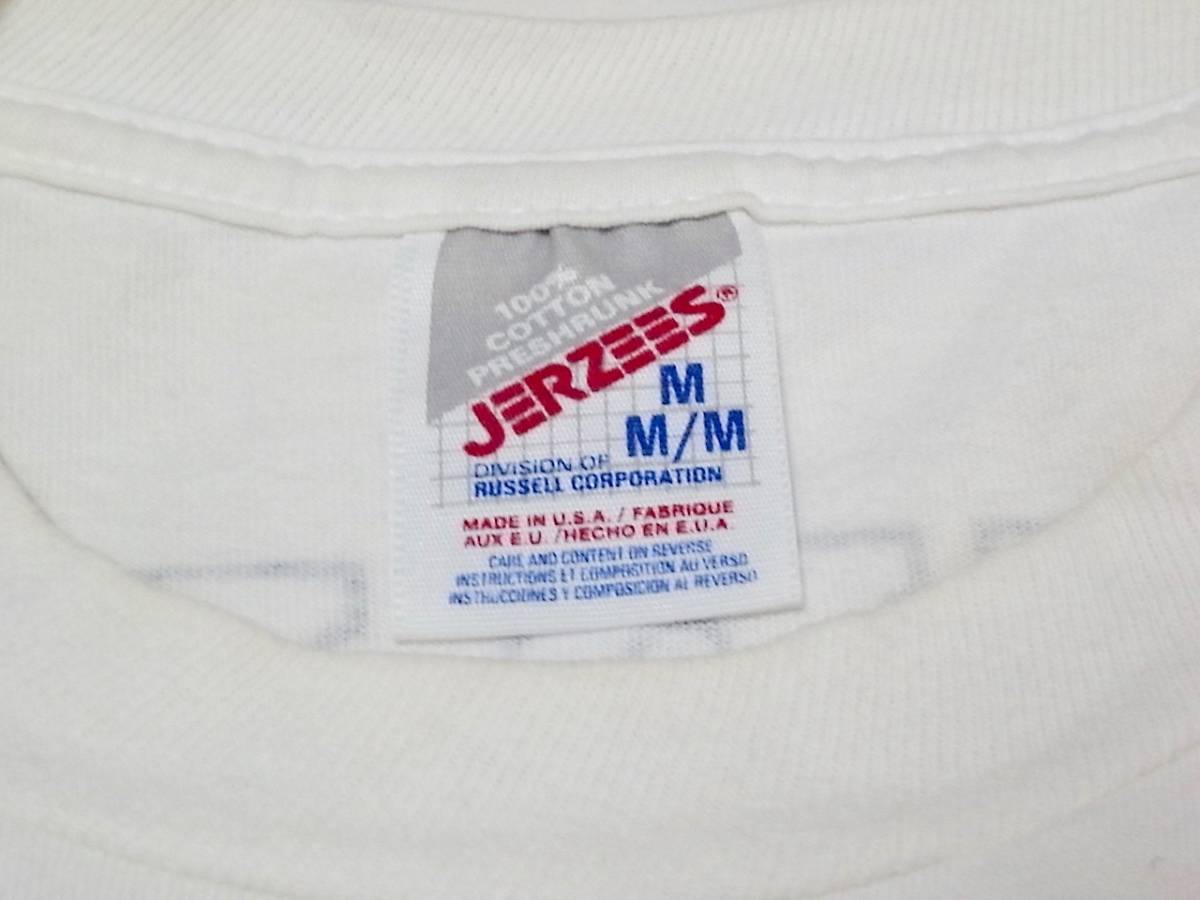 100%
COTTON
PRESHRUNK
JERZEES®
M
M/M
DIVISION OF
RUSSELL CORPORATION
MADE IN U.S.A. / FABRIQUE
AUX E.U. /HECHO EN E.U.A.
CARE AND CONTENT ON REVERSE
INSTRUCTIONS ET COMPOSITION AU VERSO
INSTRUCCIONES Y COMPOSICION AL REVERSO